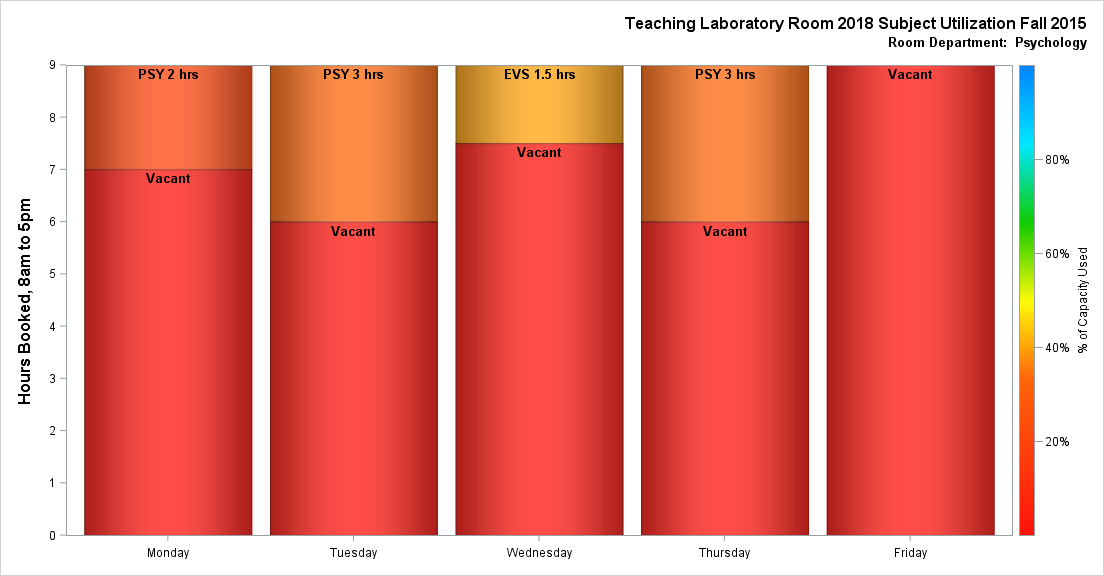 Teaching Laboratory Room 2018 Subject Utilization Fall 2015
Room Department:  Psychology
Hours Booked, 8am to 5pm
9
8
7
6
5
4
3
2
1
0
PSY 2 hrs
Vacant
PSY 3 hrs
Vacant
EVS 1.5 hrs
Vacant
PSY 3 hrs
Vacant
Vacant
Monday
Tuesday
Wednesday
Thursday
Friday
80%
60%
40%
20%
% of Capacity Used